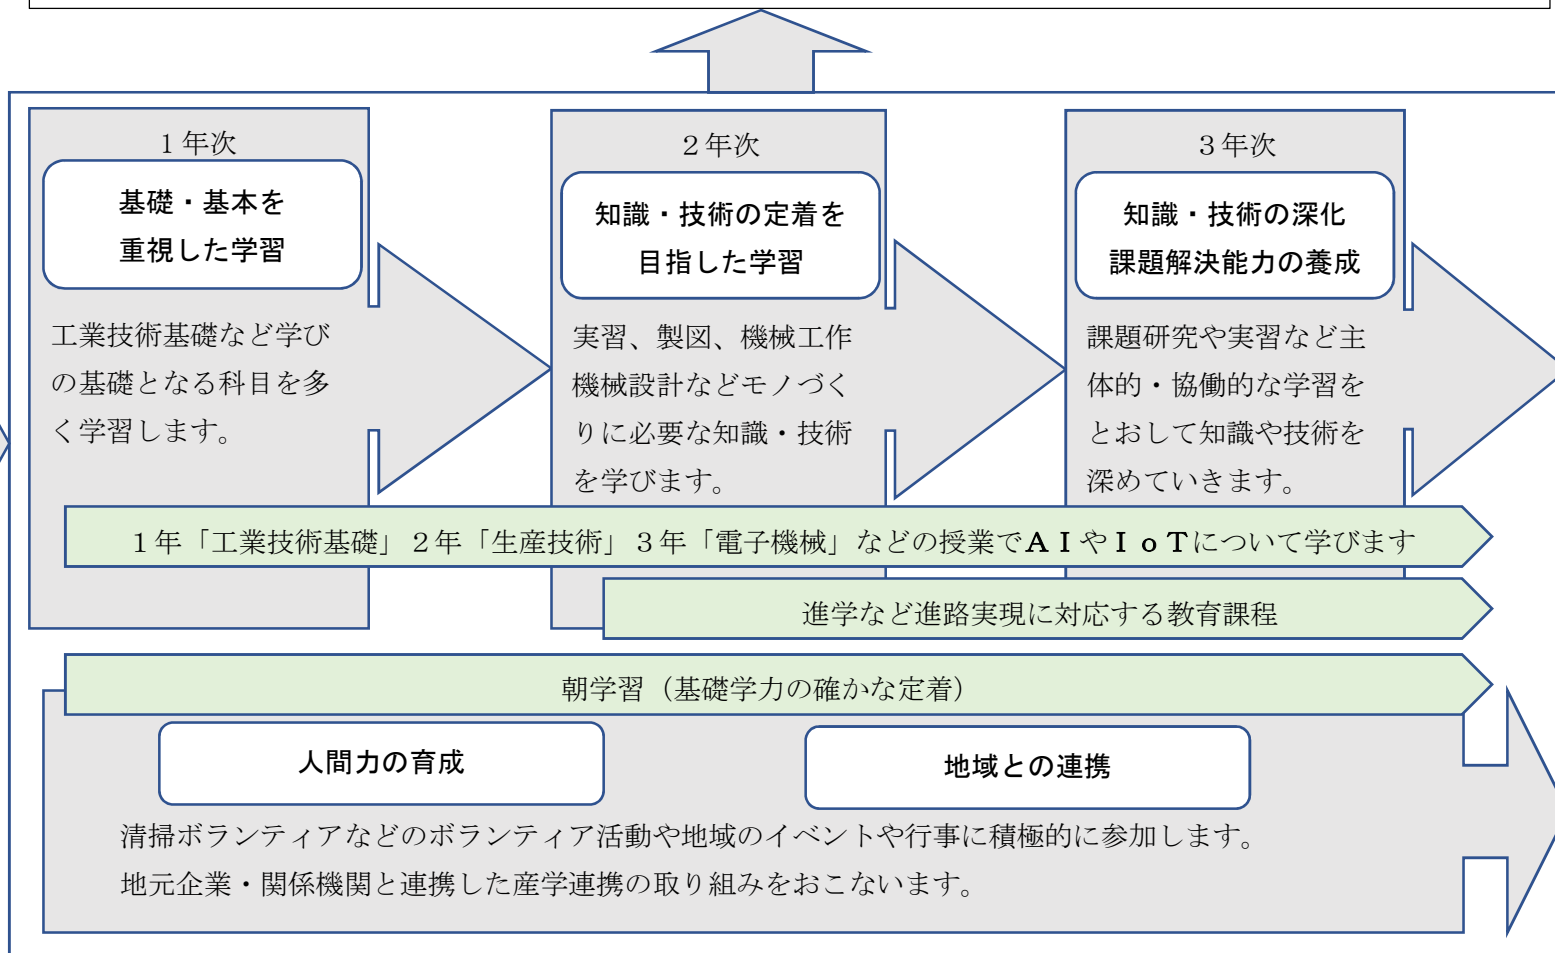 １年次
基礎・基本を
重視した学習
工業技術基礎など学び
の基礎となる科目を多
く学習します。
２年次
知識・技術の定着を
目指した学習
実習、製図、機械工作
機械設計などモノづく
りに必要な知識・技術
を学びます。
３年次
知識・技術の深化
課題解決能力の養成
課題研究や実習など主
体的・協働的な学習を
とおして知識や技術を
深めていきます。
１年「工業技術基礎」２年「生産技術」３年「電子機械」などの授業でＡＩやＩｏＴについて学びます
進学など進路実現に対応する教育課程
朝学習（基礎学力の確かな定着）
人間力の育成
地域との連携
清掃ボランティアなどのボランティア活動や地域のイベントや行事に積極的に参加します。
地元企業・関係機関と連携した産学連携の取り組みをおこないます。